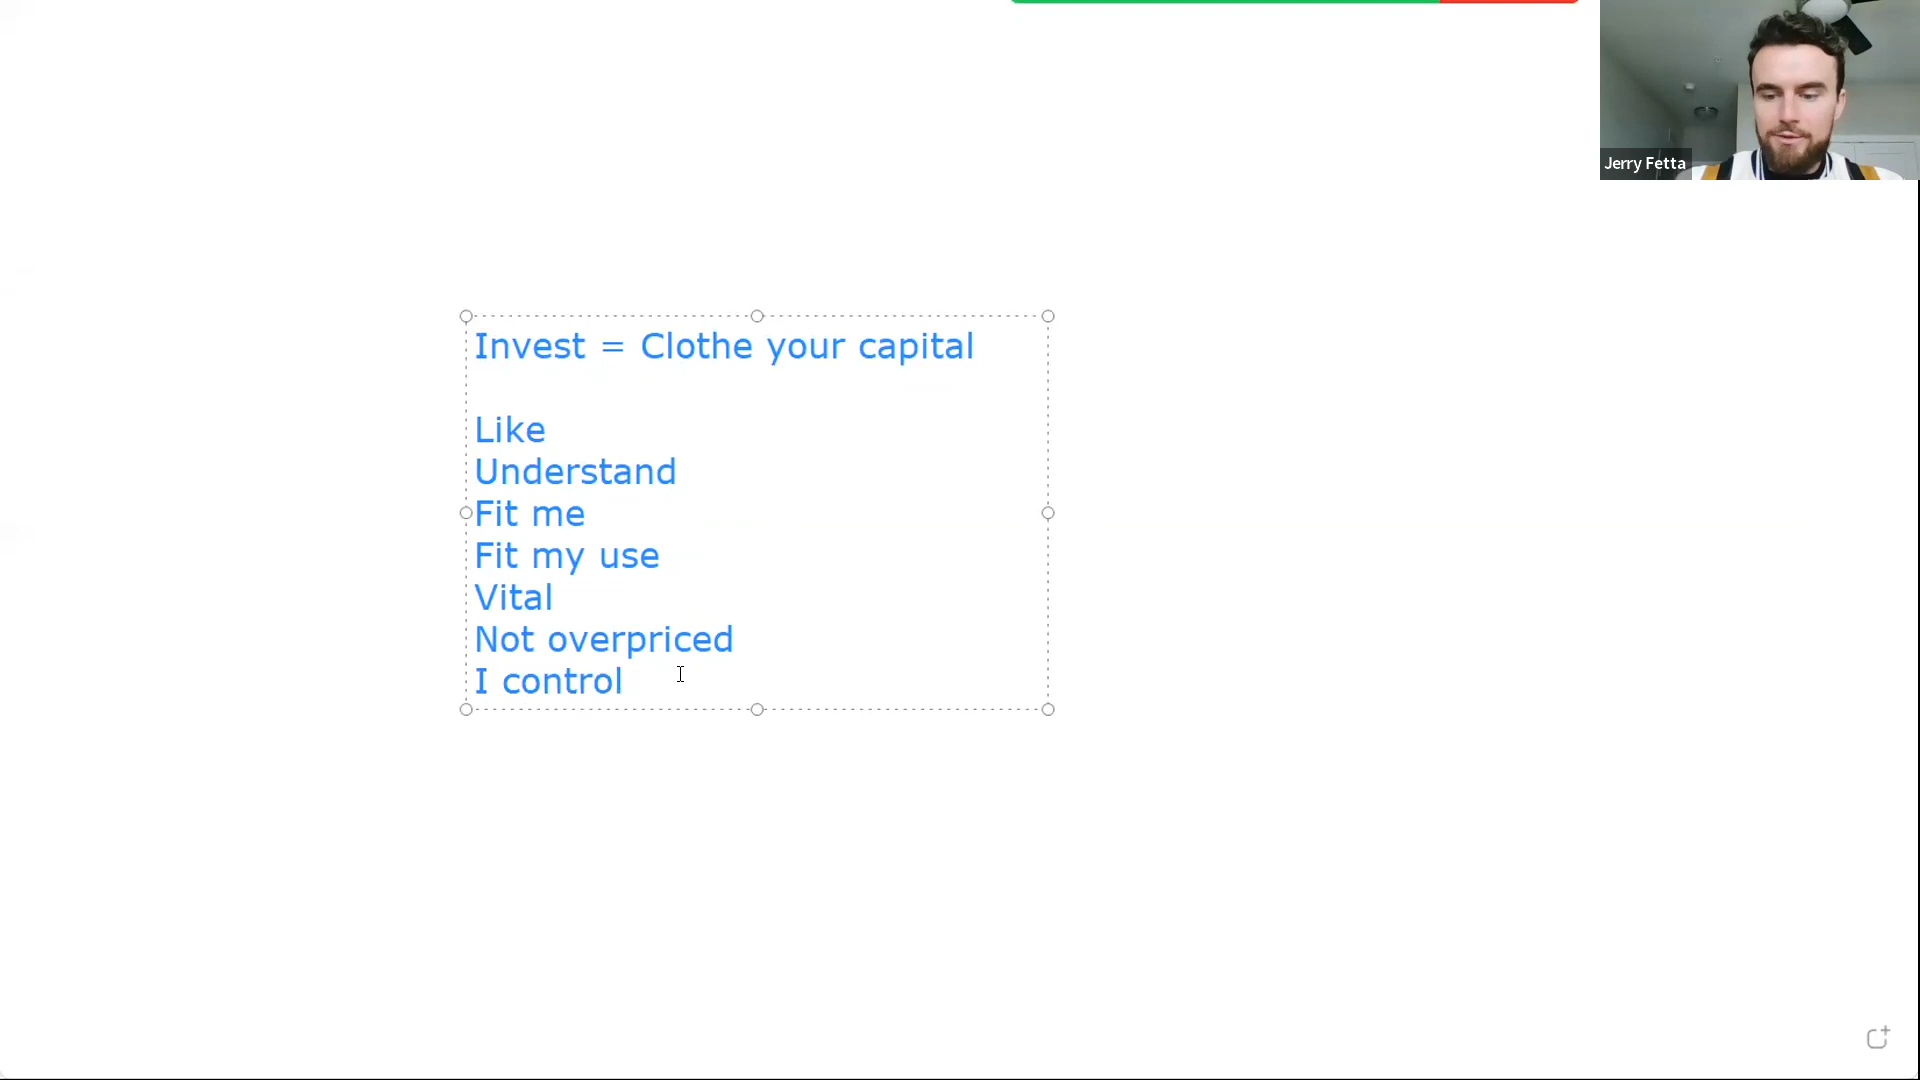 Jerry Fetta
Invest = Clothe your capital
Like
Understand
Fit me
Fit my use
Vital
Not overpriced
I control